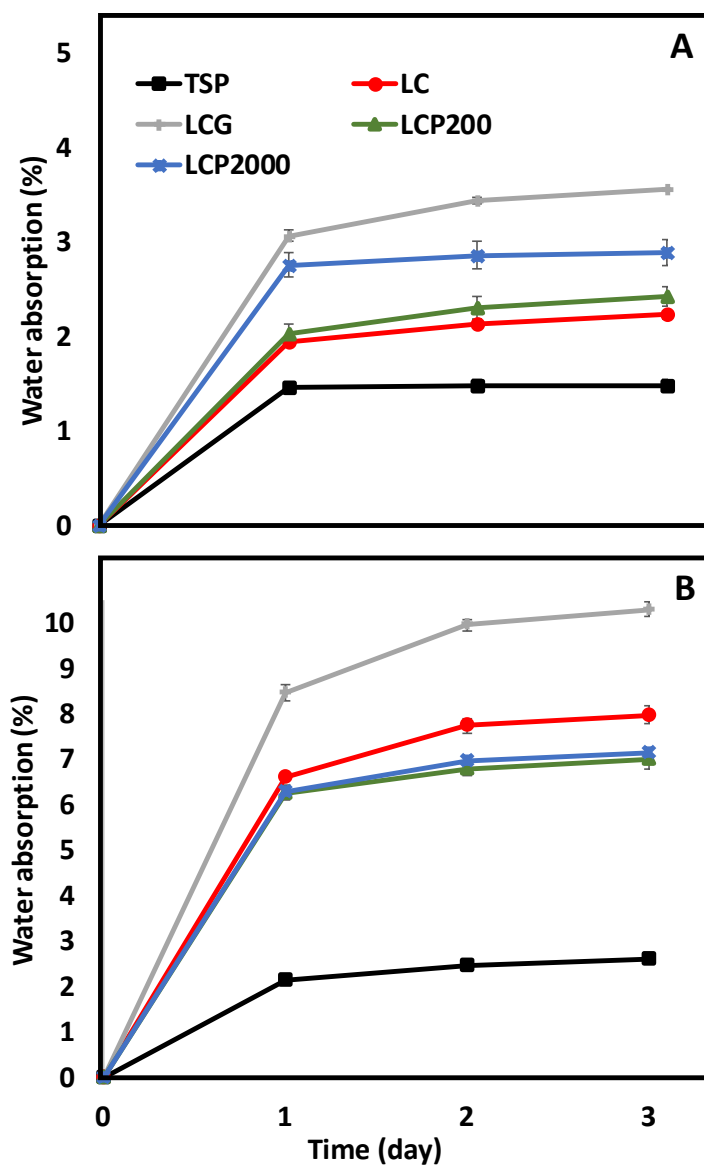 A
5
4
3
2
1
0
Water absorption (%)
TSP LC
LCG LCP200
LCP2000
B
10
9
8
7
6
5
4
3
2
1
0
Water absorption (%)
0 1 2 3
Time (day)